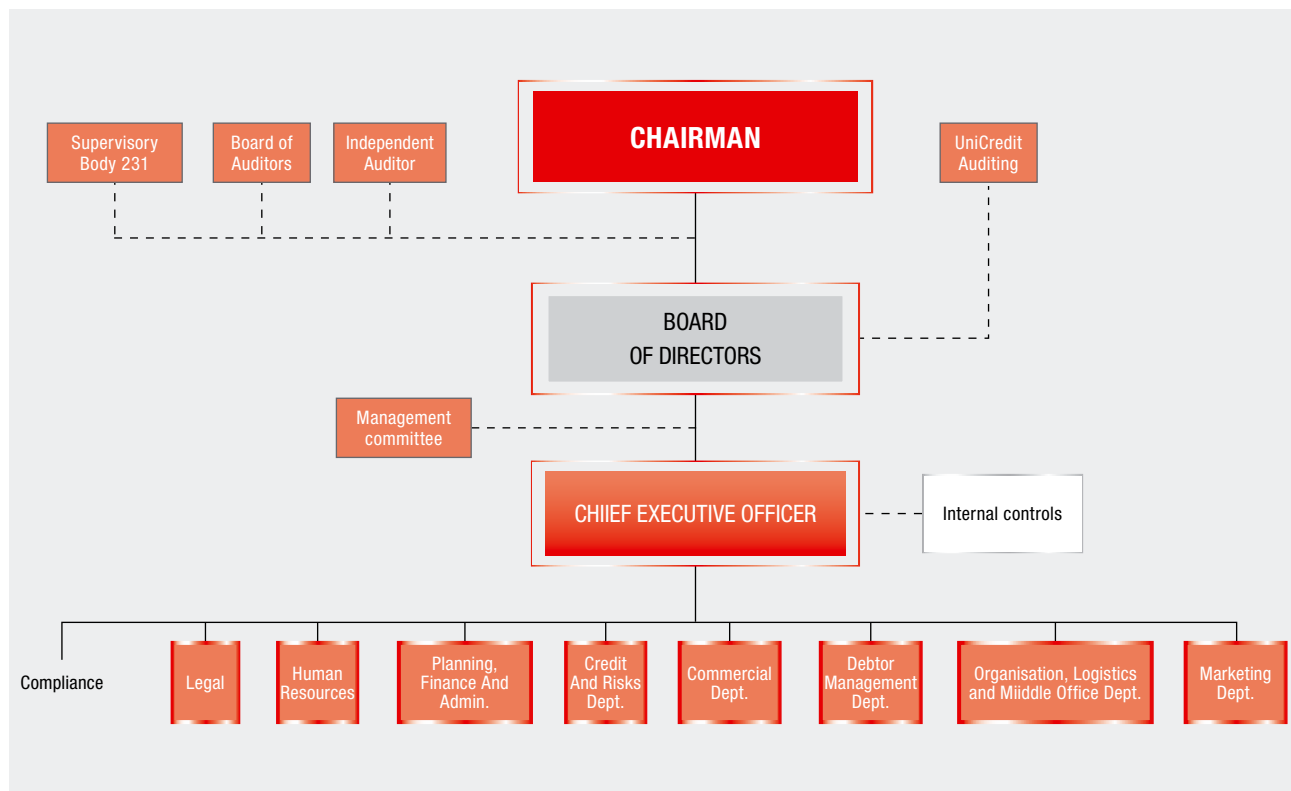 CHAIRMAN
Supervisory
Body 231
Board of
Auditors
Independent
Auditor
UniCredit
Auditing
BOARD
OF DIRECTORS
Management
committee
CHIIEF EXECUTIVE OFFICER
Internal controls
Compliance
Legal
Human
Resources
Planning,
Finance And
Admin.
Credit
And Risks
Dept.
Commercial
Dept.
Debtor
Management
Dept.
Organisation, Logistics
and Miiddle Office Dept.
Marketing
Dept.